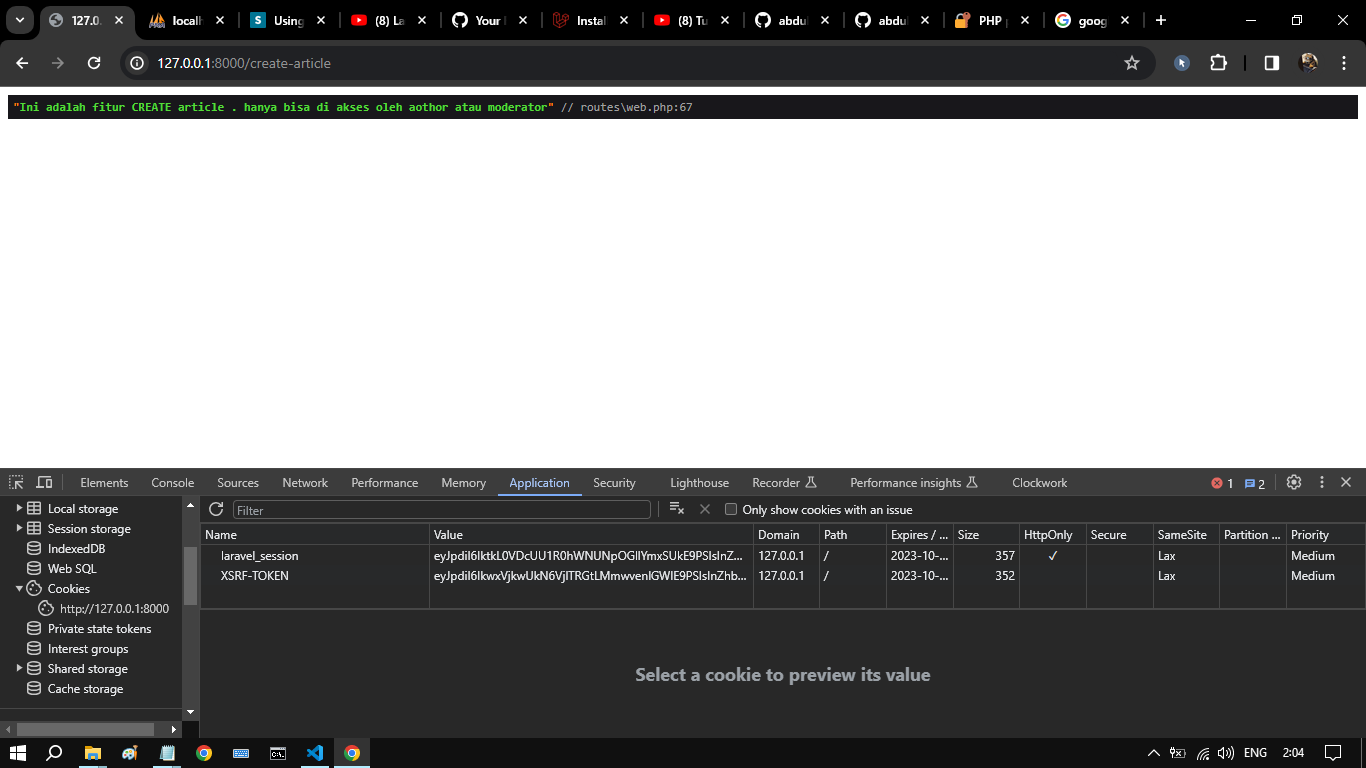 127.0.
localh
Using
(8) La
Your
Instal
(8) Tu
abdul
abdul
PHP
goog
127.0.0.1:8000/create-article
"Ini adalah fitur CREATE article . hanya bisa di akses oleh aothor atau moderator" // routes\web.php:67
Elements Console Sources Network Performance Memory Application Security Lighthouse Recorder Performance insights Clockwork 1 2
Local storage
Session storage
IndexedDB
Web SQL
Cookies
http://127.0.0.1:8000
Private state tokens
Interest groups
Shared storage
Cache storage
Filter Only show cookies with an issue
Name Value Domain Path Expires / ... Size HttpOnly Secure SameSite Partition ... Priority
laravel_session 127.0.0.1 / 2023-10-... 357 ✓ Lax Medium
XSRF-TOKEN 127.0.0.1 / 2023-10-... 352 Lax Medium
Select a cookie to preview its value
ENG 2:04